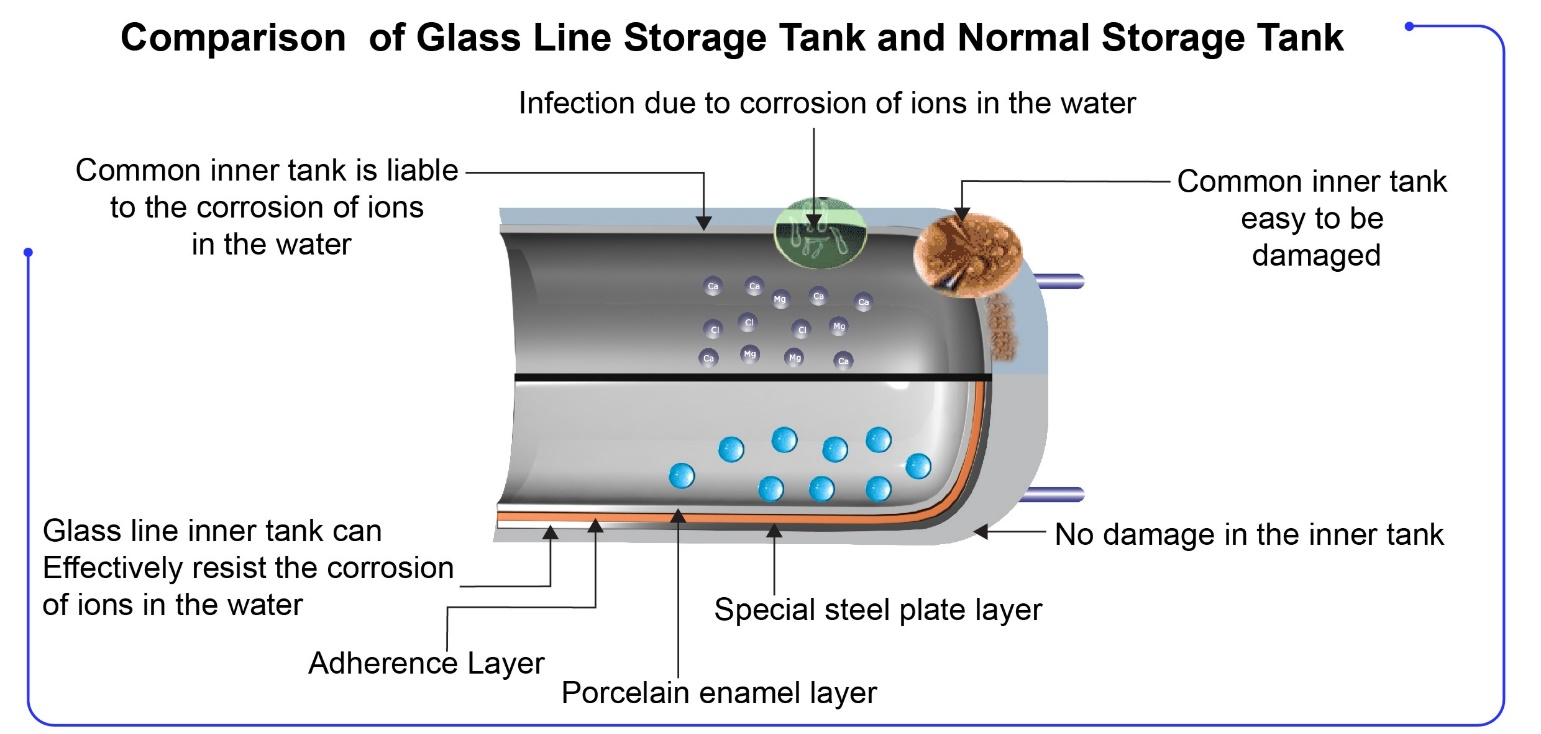 Comparison  of Glass Line Storage Tank and Normal Storage Tank
Infection due to corrosion of ions in the water
Common inner tank is liable
to the corrosion of ions
in the water
Common inner tank
easy to be
damaged
Ca
Ca
Mg
Ca
Ca
Cl
Cl
Cl
Mg
Ca
Mg
Mg
Ca
Glass line inner tank can
Effectively resist the corrosion
of ions in the water
No damage in the inner tank
Special steel plate layer
Adherence Layer
Porcelain enamel layer